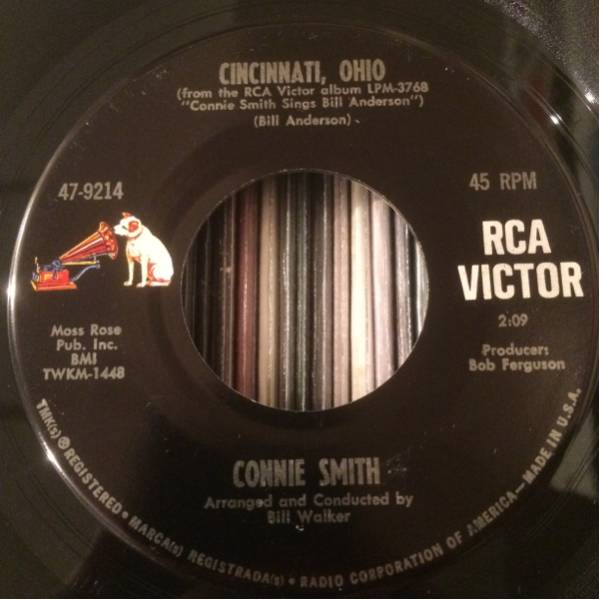 CINCINNATI, OHIO
(from the RCA Victor album LPM-3768
"Connie Smith Sings Bill Anderson")
(Bill Anderson)
47-9214
45 RPM
RCA
VICTOR
2:09
Producer:
Bob Ferguson
Moss Rose
Pub. Inc.
BMI
TWKM-1448
CONNIE SMITH
Arranged and Conducted by
Bill Walker
TMK(s) ® REGISTERED • MARCA(s) REGISTRADA(s) • RADIO CORPORATION OF AMERICA—MADE IN U.S.A.